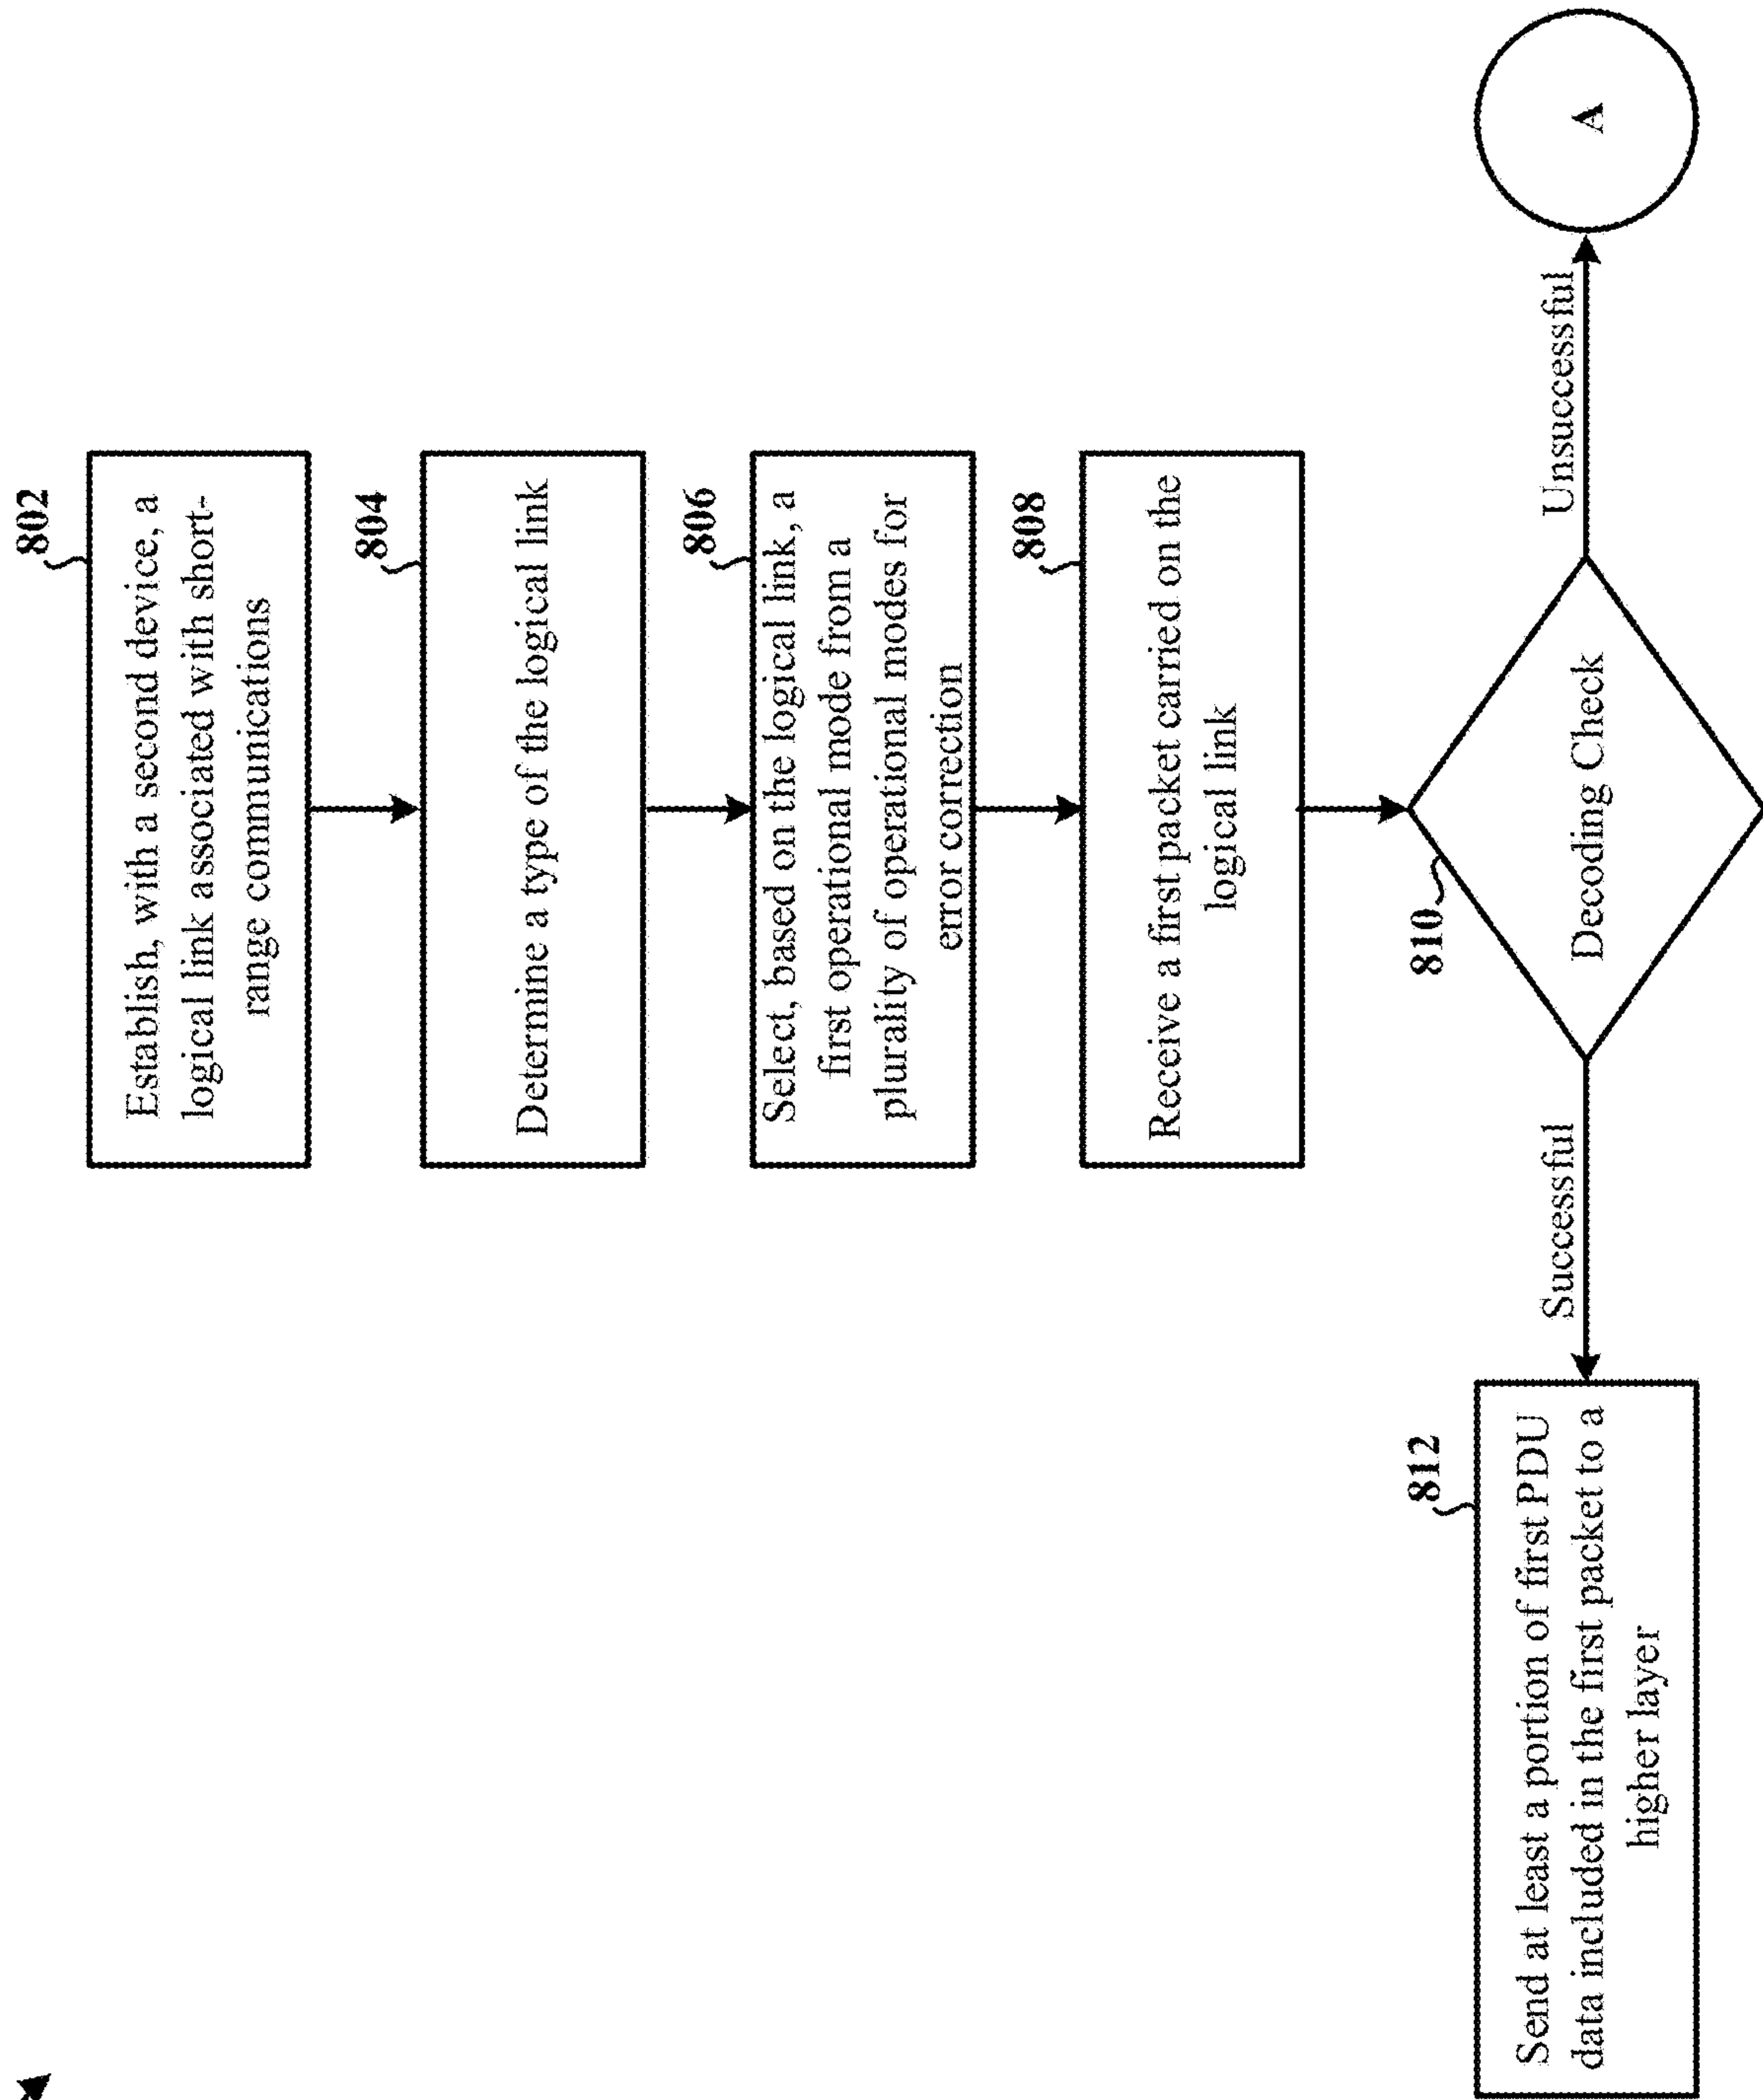 802
Establish, with a second device, a
logical link associated with short-
range communications
804
Determine a type of the logical link
806
Select, based on the logical link, a
first operational mode from a
plurality of operational modes for
error correction
808
Receive a first packet carried on the
logical link
810
Decoding Check
Successful
Unsuccessful
A
812
Send at least a portion of first PDU
data included in the first packet to a
higher layer